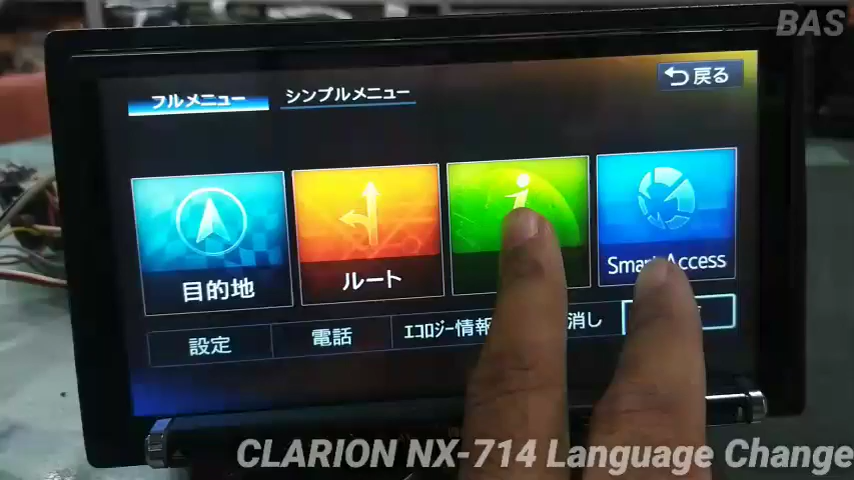 BAS
フルメニュー
シンプルメニュー
戻る
目的地
ルート
Smart Access
設定
電話
エコロジー情報
消し
CLARION NX-714 Language Change